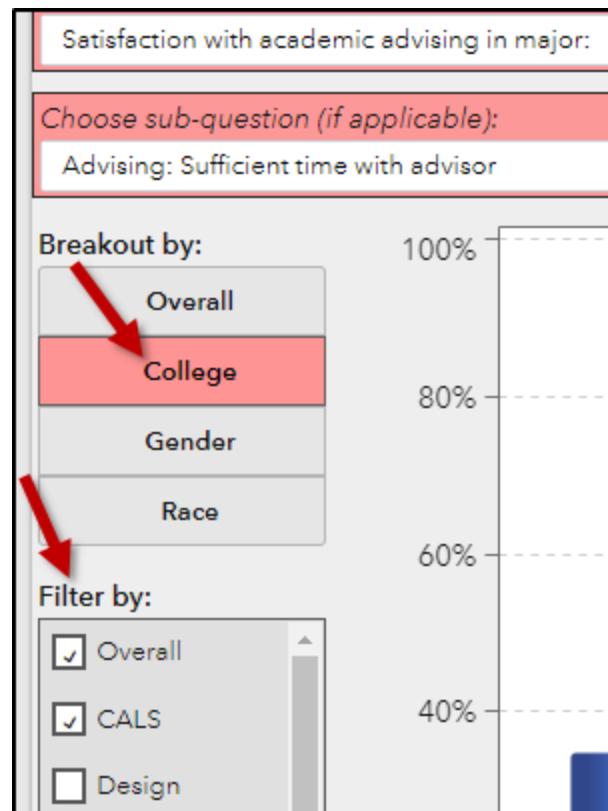 Satisfaction with academic advising in major:
Choose sub-question (if applicable):
Advising: Sufficient time with advisor
Breakout by:
Overall
College
Gender
Race
Filter by:
Overall
CALS
Design
100%
80%
60%
40%